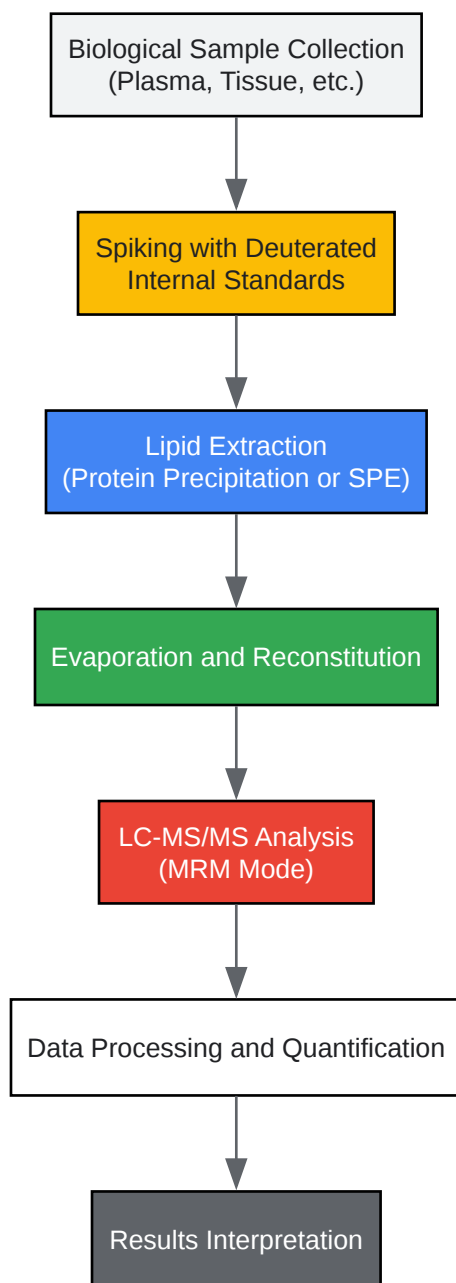 Biological Sample Collection
(Plasma, Tissue, etc.)
Spiking with Deuterated
Internal Standards
Lipid Extraction
(Protein Precipitation or SPE)
Evaporation and Reconstitution
LC-MS/MS Analysis
(MRM Mode)
Data Processing and Quantification
Results Interpretation